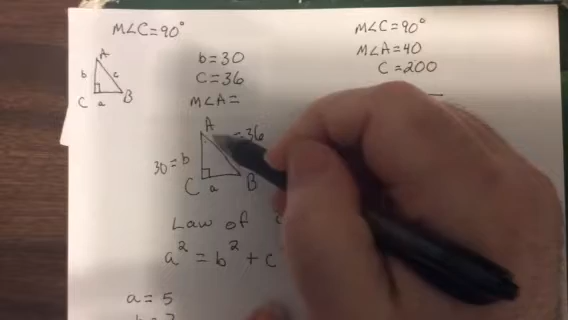 M∠C=90°
A
b
c
C
a
B
b=30
c=36
M∠A=
A
=36
30=b
C
a
B
Law of
a² = b² + c
a = 5
M∠C=90°
M∠A=40
C=200